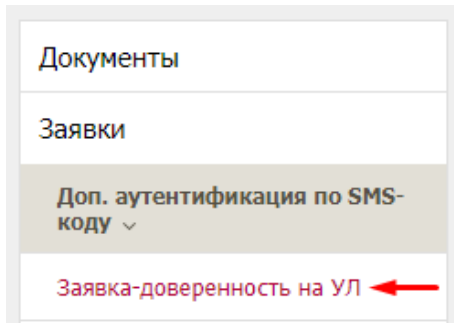 Документы
Заявки
Доп. аутентификация по SMS-
коду
Заявка-доверенность на УЛ